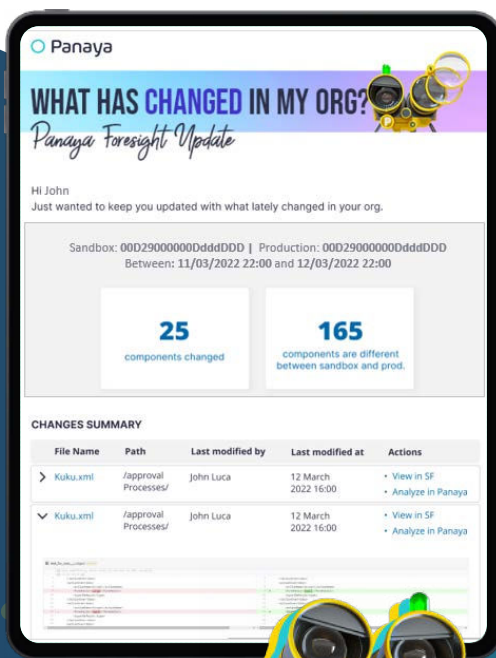 Panaya
WHAT HAS CHANGED IN MY ORG?
Panaya Foresight Update
Hi John
Just wanted to keep you updated with what lately changed in your org.
Sandbox: 00D29000000DdddDDD | Production: 00D29000000DdddDDD
Between: 11/03/2022 22:00 and 12/03/2022 22:00
25
components changed
165
components are different
between sandbox and prod.
CHANGES SUMMARY
File Name Path Last modified by Last modified at Actions
Kuku.xml /approval Processes/ John Luca 12 March 2022 16:00 • View in SF
• Analyze in Panaya
Kuku.xml /approval Processes/ John Luca 12 March 2022 16:00 • View in SF
• Analyze in Panaya